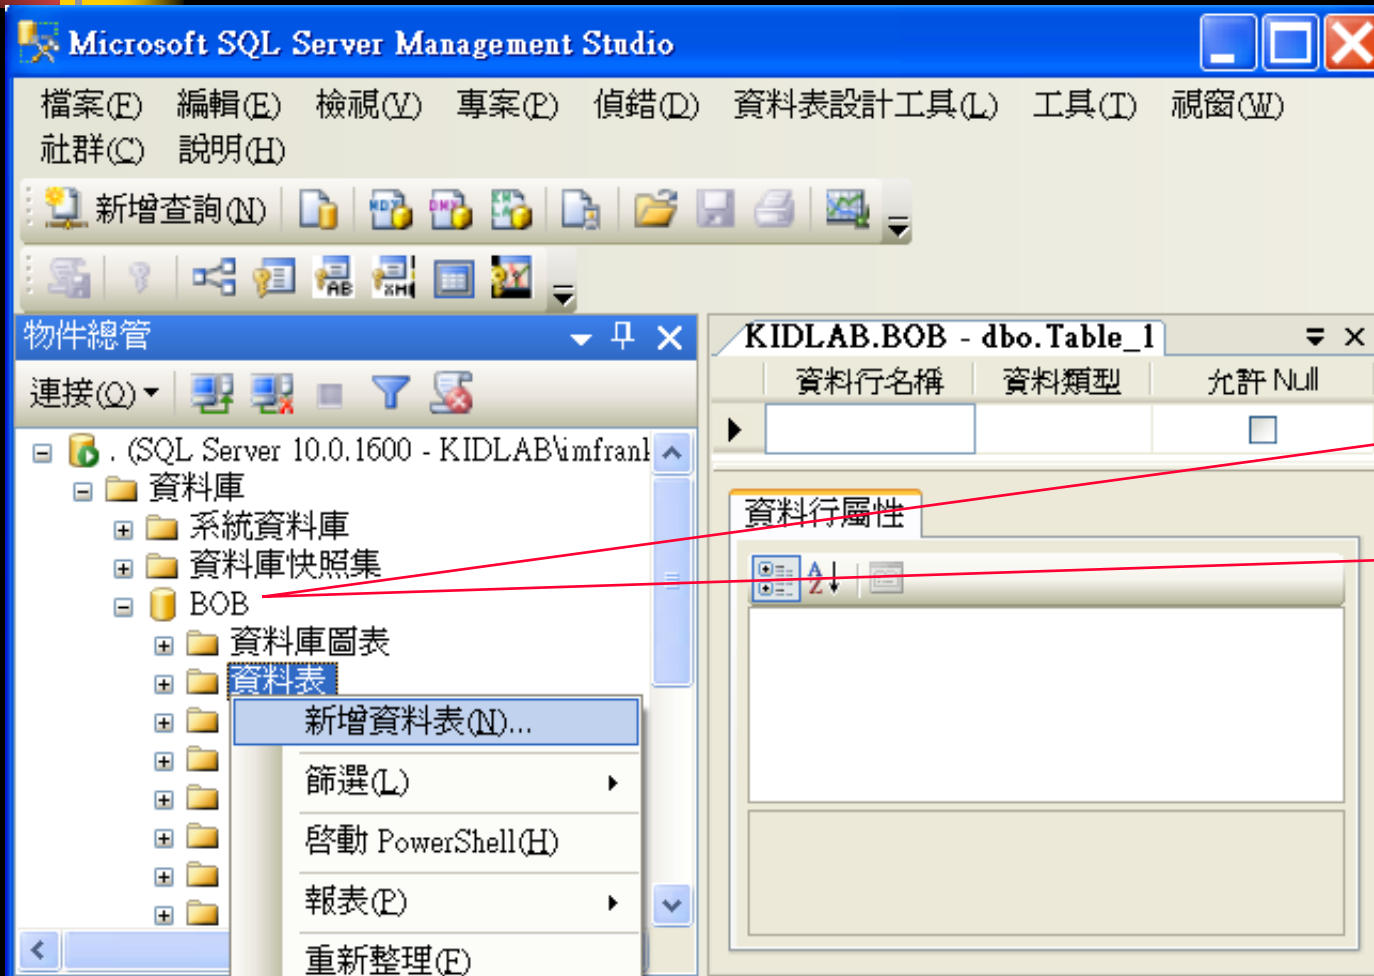 Microsoft SQL Server Management Studio
檔案(F) 編輯(E) 檢視(V) 專案(P) 偵錯(D) 資料表設計工具(L) 工具(T) 視窗(W)
社群(C) 說明(H)
新增查詢(N)
物件總管
連接(O)
. (SQL Server 10.0.1600 - KIDLAB\imfrank
資料庫
系統資料庫
資料庫快照集
BOB
資料庫圖表
資料表
新增資料表(N)...
篩選(L)
啟動 PowerShell(H)
報表(P)
重新整理(F)
KIDLAB.BOB - dbo.Table_1
資料行名稱 資料類型 允許 Null
資料行屬性